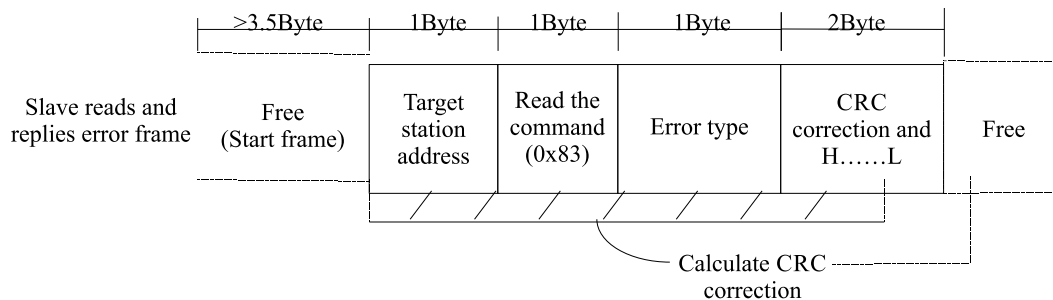 >3.5Byte 1Byte 1Byte 1Byte 2Byte
Slave reads and
replies error frame
Free
(Start frame)
Target
station
address
Read the
command
(0x83)
Error type
CRC
correction and
H……L
Free
Calculate CRC
correction